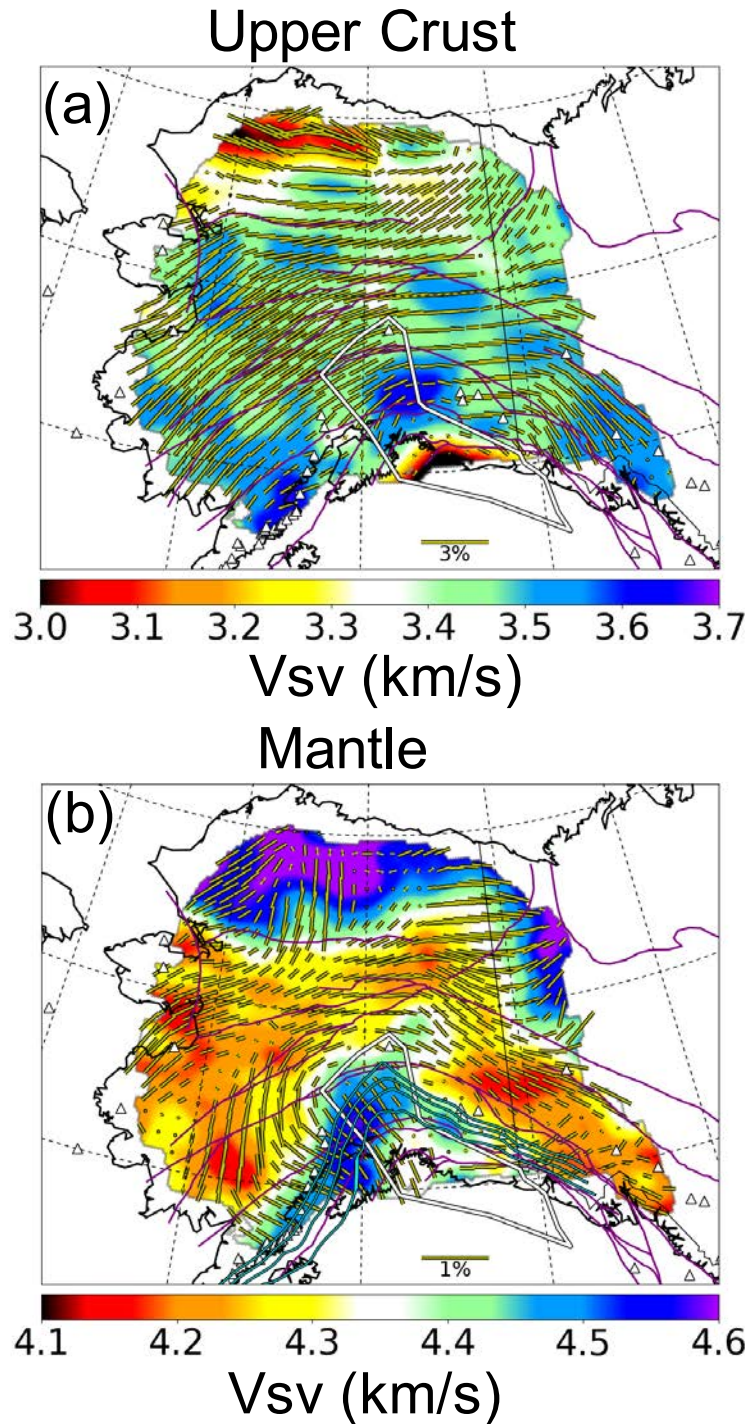 Upper Crust
(a)
3%
3.0 3.1 3.2 3.3 3.4 3.5 3.6 3.7
Vsv (km/s)
Mantle
(b)
1%
4.1 4.2 4.3 4.4 4.5 4.6
Vsv (km/s)